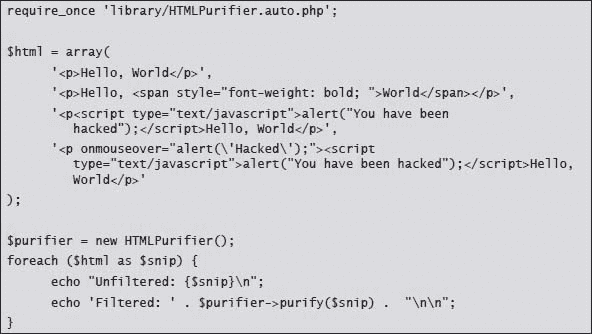 require_once 'library/HTMLPurifier.auto.php';
$html = array(
'<p>Hello, World</p>',
'<p>Hello, <span style="font-weight: bold; ">World</span></p>',
'<p<script type="text/javascript">alert("You have been
hacked");</script>Hello, World</p>',
'<p onmouseover="alert(\'Hacked\');"><script
type="text/javascript">alert("You have been hacked");</script>Hello,
World</p>'
);
$purifier = new HTMLPurifier();
foreach ($html as $snip) {
echo "Unfiltered: {$snip}\n";
echo 'Filtered: ' . $purifier->purify($snip) . "\n\n";
}